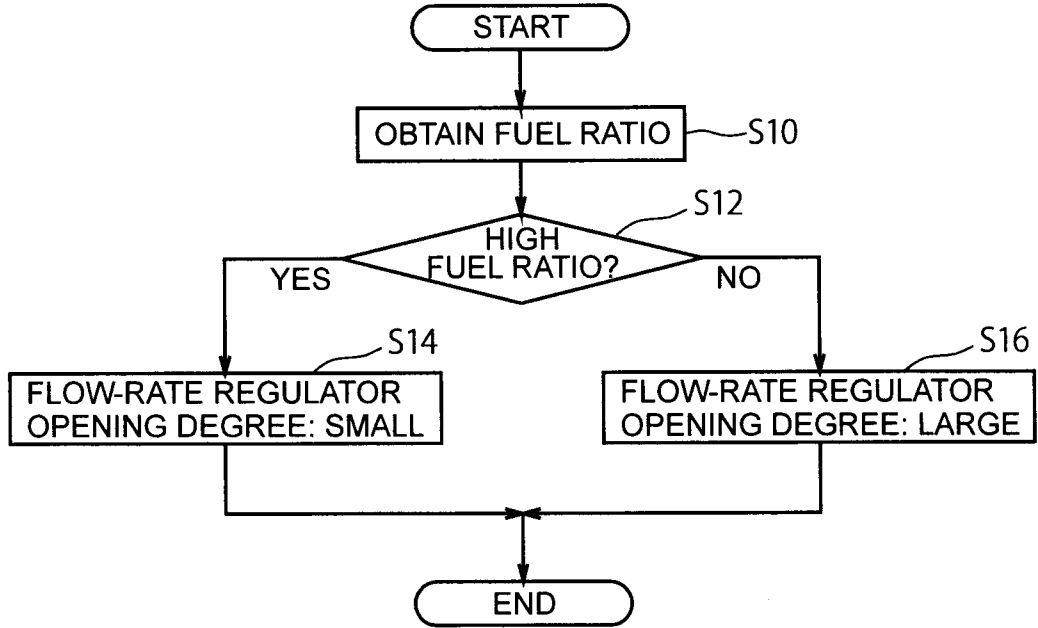 START
OBTAIN FUEL RATIO
S10
S12
HIGH
FUEL RATIO?
YES
NO
S14
FLOW-RATE REGULATOR
OPENING DEGREE: SMALL
S16
FLOW-RATE REGULATOR
OPENING DEGREE: LARGE
END